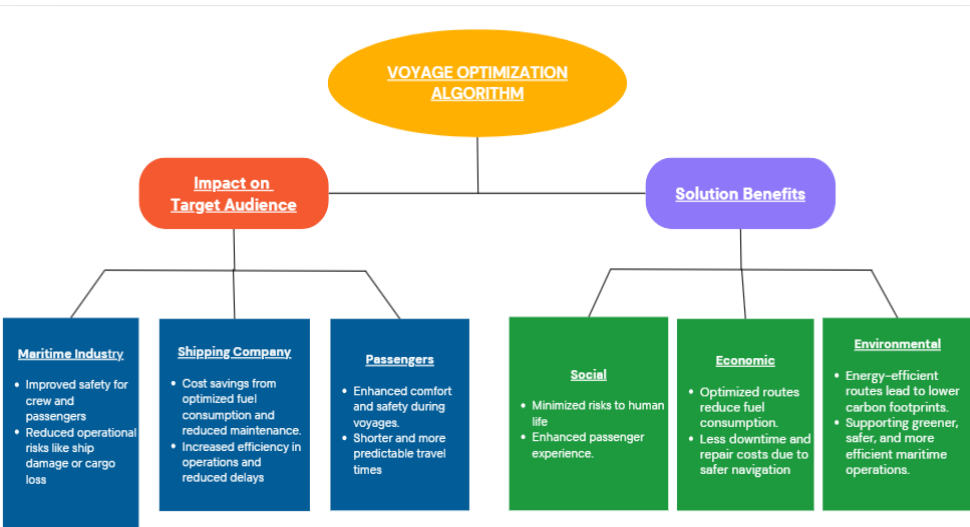 VOYAGE OPTIMIZATION
ALGORITHM
Impact on
Target Audience
Solution Benefits
Maritime Industry
• Improved safety for
crew and
passengers
• Reduced operational
risks like ship
damage or cargo
loss
Shipping Company
• Cost savings from
optimized fuel
consumption and
reduced maintenance.
• Increased efficiency in
operations and
reduced delays
Passengers
• Enhanced comfort
and safety during
voyages.
• Shorter and more
predictable travel
times
Social
• Minimized risks to human
life
• Enhanced passenger
experience.
Economic
• Optimized routes
reduce fuel
consumption.
• Less downtime and
repair costs due to
safer navigation
Environmental
• Energy-efficient
routes lead to lower
carbon footprints.
• Supporting greener,
safer, and more
efficient maritime
operations.